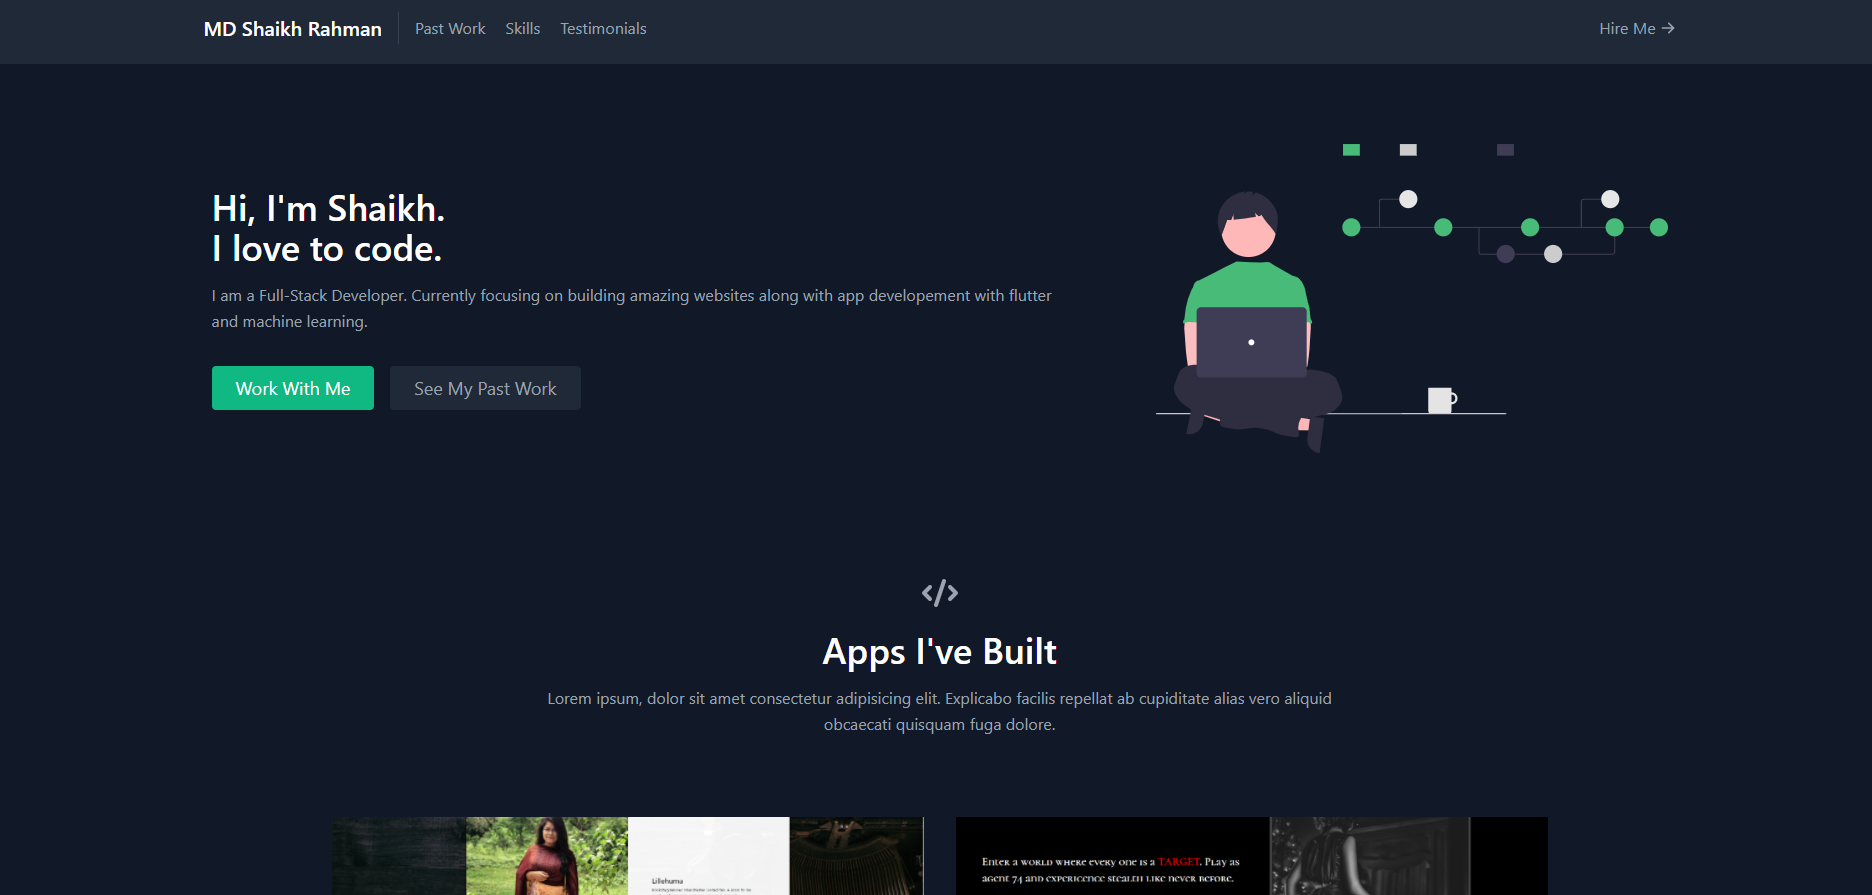 MD Shaikh Rahman
Past Work
Skills
Testimonials
Hire Me →
Hi, I'm Shaikh.
I love to code.
I am a Full-Stack Developer. Currently focusing on building amazing websites along with app developement with flutter
and machine learning.
Work With Me
See My Past Work
Apps I've Built
Lorem ipsum, dolor sit amet consectetur adipisicing elit. Explicabo facilis repellat ab cupiditate alias vero aliquid
obcaecati quisquam fuga dolore.
Lillehuma
Enter a world where every one is a TARGET. Play as
agent 74 and experience stealth like never before.